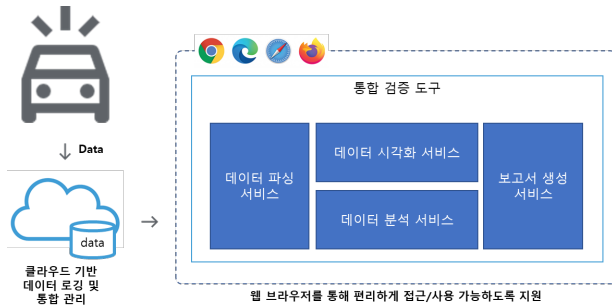 통합 검증 도구
데이터 파싱
서비스
데이터 시각화 서비스
데이터 분석 서비스
보고서 생성
서비스
Data
data
클라우드 기반
데이터 로깅 및
통합 관리
웹 브라우저를 통해 편리하게 접근/사용 가능하도록 지원